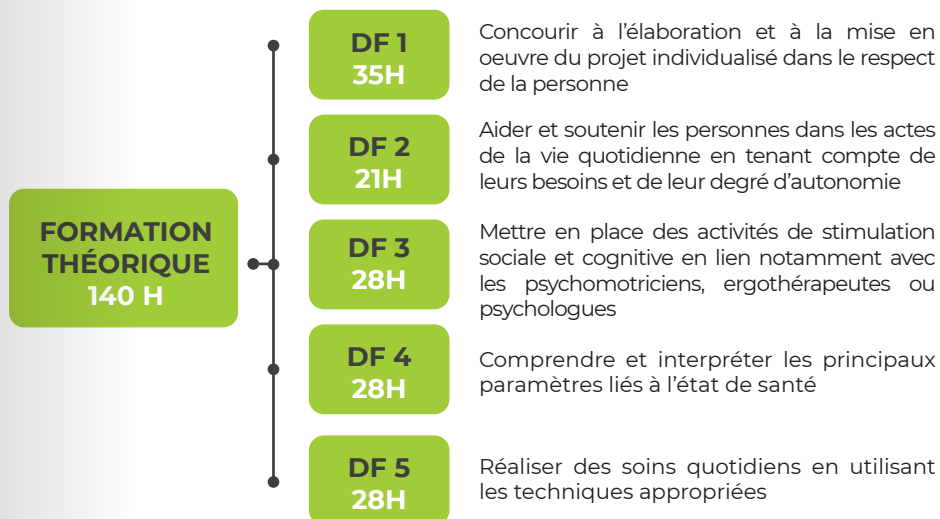 FORMATION
THÉORIQUE
140 H
DF 1
35H
Concourir à l'élaboration et à la mise en
oeuvre du projet individualisé dans le respect
de la personne
DF 2
21H
Aider et soutenir les personnes dans les actes
de la vie quotidienne en tenant compte de
leurs besoins et de leur degré d'autonomie
DF 3
28H
Mettre en place des activités de stimulation
sociale et cognitive en lien notamment avec
les psychomotriciens, ergothérapeutes ou
psychologues
DF 4
28H
Comprendre et interpréter les principaux
paramètres liés à l'état de santé
DF 5
28H
Réaliser des soins quotidiens en utilisant
les techniques appropriées